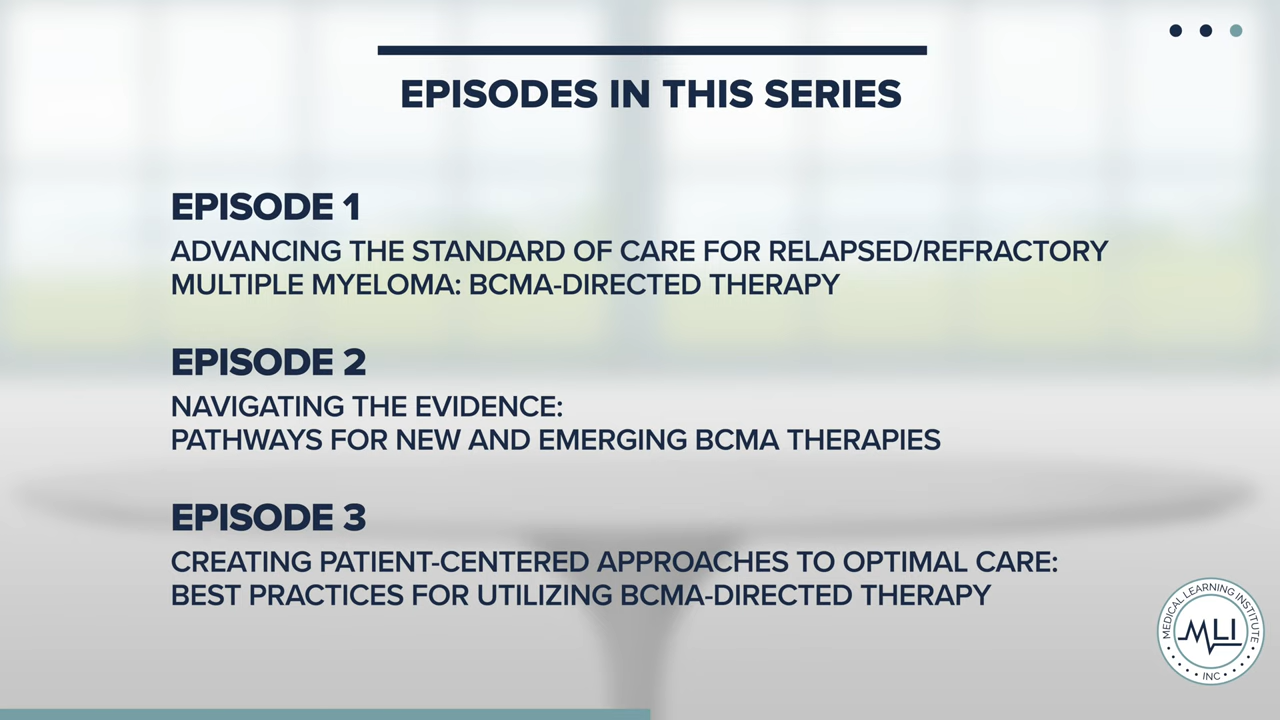 EPISODES IN THIS SERIES
EPISODE 1
ADVANCING THE STANDARD OF CARE FOR RELAPSED/REFRACTORY
MULTIPLE MYELOMA: BCMA-DIRECTED THERAPY
EPISODE 2
NAVIGATING THE EVIDENCE:
PATHWAYS FOR NEW AND EMERGING BCMA THERAPIES
EPISODE 3
CREATING PATIENT-CENTERED APPROACHES TO OPTIMAL CARE:
BEST PRACTICES FOR UTILIZING BCMA-DIRECTED THERAPY
MEDICAL LEARNING INSTITUTE
MLI
INC